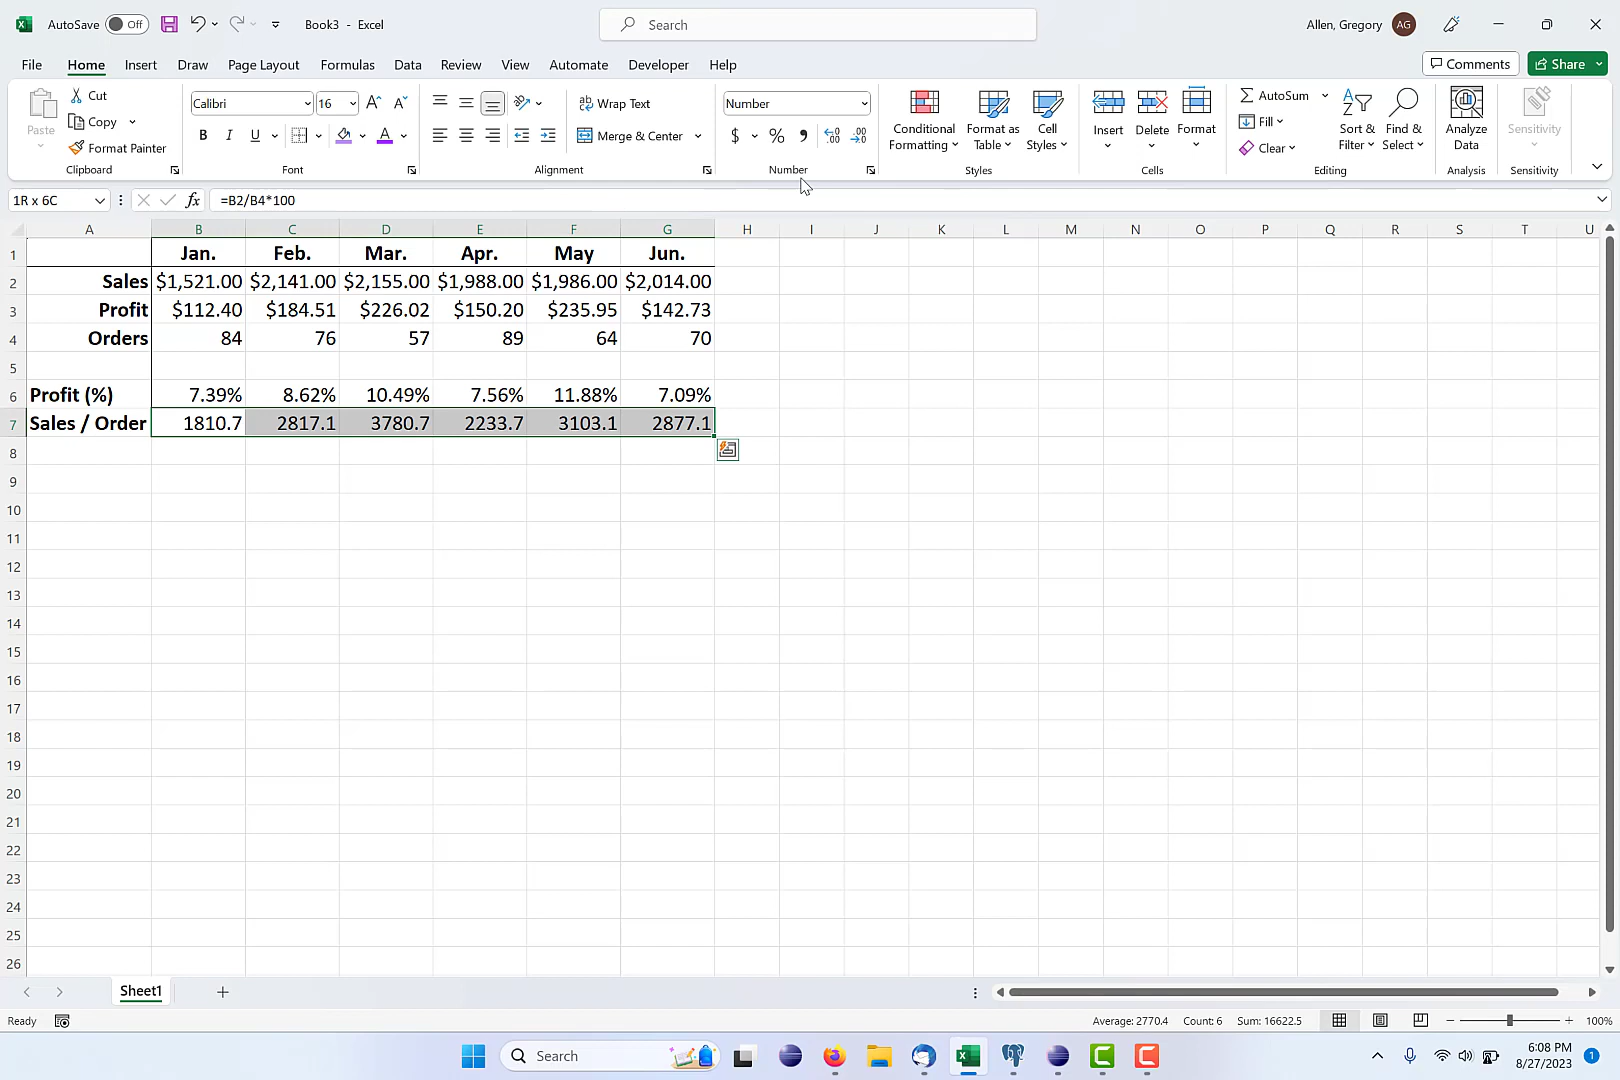 AutoSave Off Book3 - Excel Search Allen, Gregory AG
File Home Insert Draw Page Layout Formulas Data Review View Automate Developer Help Comments Share
Paste Cut Copy Format Painter Clipboard
Calibri 16 B I U A Font
ab Wrap Text Merge & Center Alignment
Number $ % , .00 Number
Conditional Formatting Format as Table Cell Styles Styles
Insert Delete Format Cells
AutoSum Fill Clear Sort & Filter Find & Select Editing
Analyze Data Analysis Sensitivity Sensitivity
1R x 6C fx =B2/B4*100
A B C D E F G H I J K L M N O P Q R S T U
1 Jan. Feb. Mar. Apr. May Jun.
2 Sales $1,521.00 $2,141.00 $2,155.00 $1,988.00 $1,986.00 $2,014.00
3 Profit $112.40 $184.51 $226.02 $150.20 $235.95 $142.73
4 Orders 84 76 57 89 64 70
5
6 Profit (%) 7.39% 8.62% 10.49% 7.56% 11.88% 7.09%
7 Sales / Order 1810.7 2817.1 3780.7 2233.7 3103.1 2877.1
8
9
10
11
12
13
14
15
16
17
18
19
20
21
22
23
24
25
26
Sheet1
Ready Average: 2770.4 Count: 6 Sum: 16622.5 100%
Search 6:08 PM
8/27/2023 1